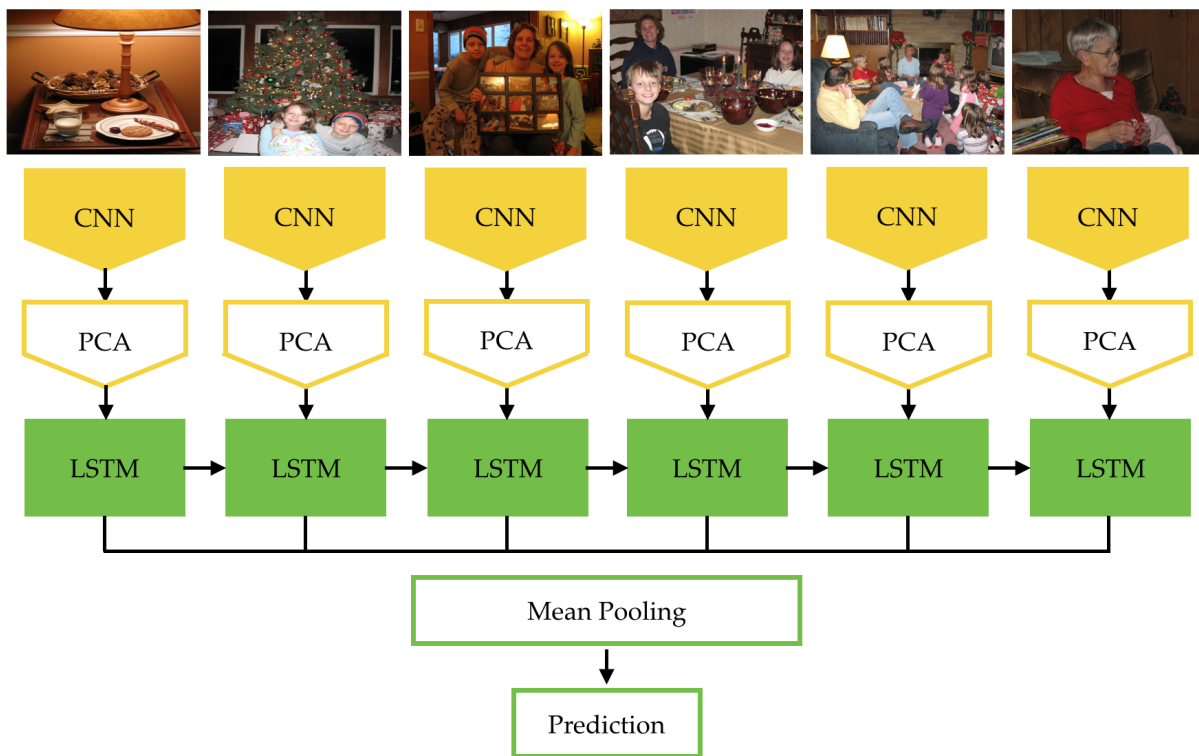 CNN CNN CNN CNN CNN CNN
PCA PCA PCA PCA PCA PCA
LSTM LSTM LSTM LSTM LSTM LSTM
Mean Pooling
Prediction